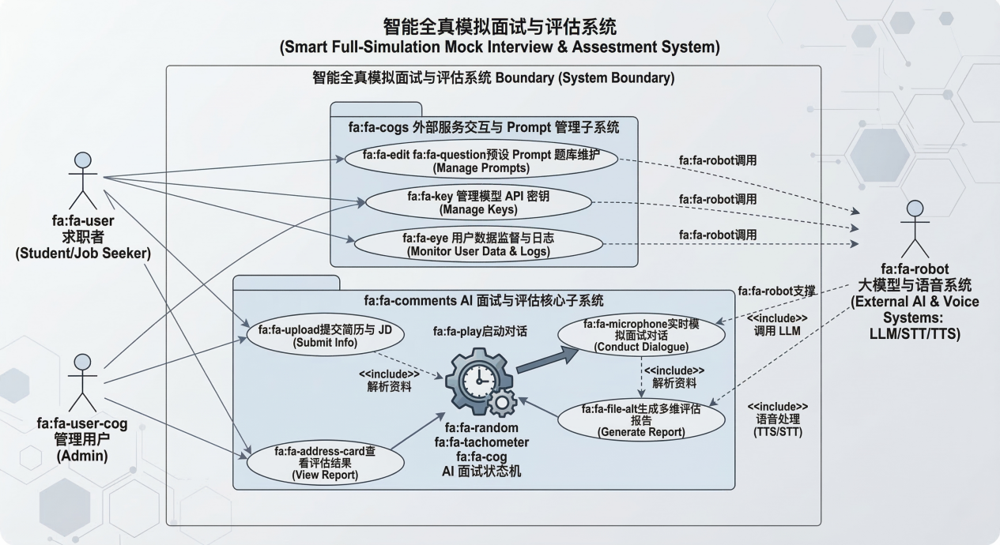 智能全真模拟面试与评估系统
(Smart Full-Simulation Mock Interview & Assestment System)
智能全真模拟面试与评估系统 Boundary (System Boundary)
fa:fa-cogs 外部服务交互与 Prompt 管理子系统
fa:fa-edit fa:fa-question预设 Prompt 题库维护
(Manage Prompts)
fa:fa-key 管理模型 API 密钥
(Manage Keys)
fa:fa-eye 用户数据监督与日志
(Monitor User Data & Logs)
fa:fa-robot调用
fa:fa-robot调用
fa:fa-robot调用
fa:fa-user
求职者
(Student/Job Seeker)
fa:fa-robot
大模型与语音系统
(External AI & Voice
Systems:
LLM/STT/TTS)
fa:fa-comments AI 面试与评估核心子系统
fa:fa-robot支撑
<<include>>
调用 LLM
fa:fa-upload提交简历与 JD
(Submit Info)
fa:fa-play启动对话
fa:fa-microphone实时模
拟面试对话
(Conduct Dialogue)
<<include>>
解析资料
<<include>>
解析资料
fa:fa-file-alt生成多维评估
报告
(Generate Report)
<<include>>
语音处理
(TTS/STT)
fa:fa-user-cog
管理用户
(Admin)
fa:fa-random
fa:fa-tachometer
fa:fa-cog
AI 面试状态机
fa:fa-address-card查
看评估结果
(View Report)